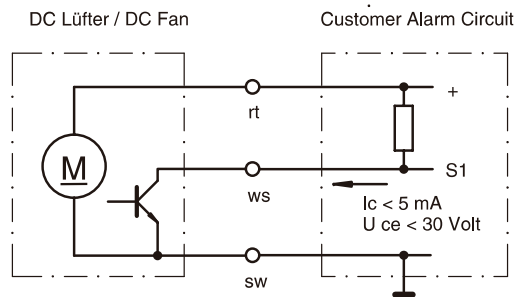 DC Lüfter / DC Fan
Customer Alarm Circuit
rt
+
M
ws
S1
Ic < 5 mA
U ce < 30 Volt
sw